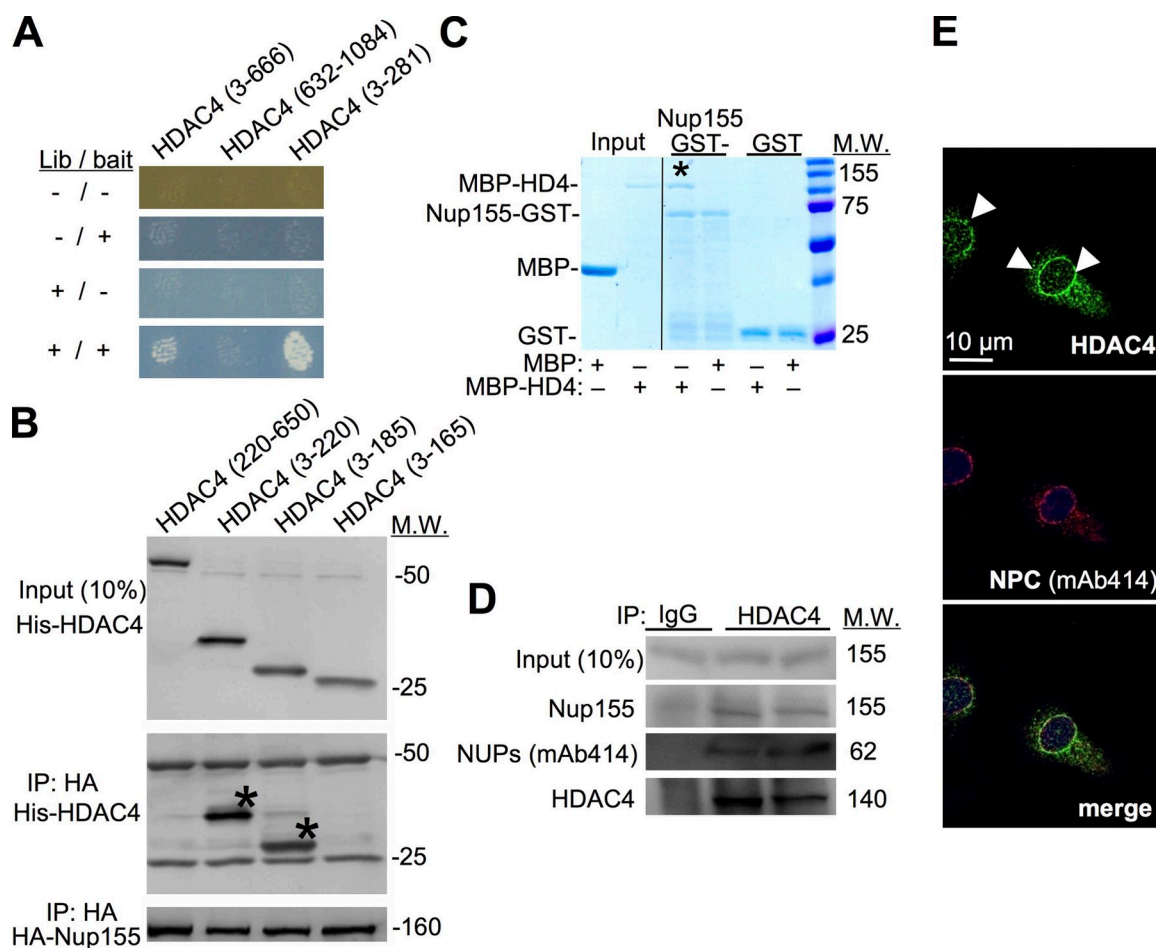 A
HDAC4 (3-666)
HDAC4 (632-1084)
HDAC4 (3-281)
Lib / bait
- / -
- / +
+ / -
+ / +
B
HDAC4 (220-650)
HDAC4 (3-220)
HDAC4 (3-185)
HDAC4 (3-165)
M.W.
Input (10%)
His-HDAC4
-50
-25
IP: HA
His-HDAC4
-50
*
*
-25
IP: HA
HA-Nup155
-160
C
Nup155
Input GST- GST M.W.
*
MBP-HD4-
Nup155-GST-
MBP-
GST-
155
75
25
MBP: + – – + – +
MBP-HD4: – + + – + –
D
IP: IgG HDAC4 M.W.
Input (10%) 155
Nup155 155
NUPs (mAb414) 62
HDAC4 140
E
10 µm
HDAC4
NPC (mAb414)
merge